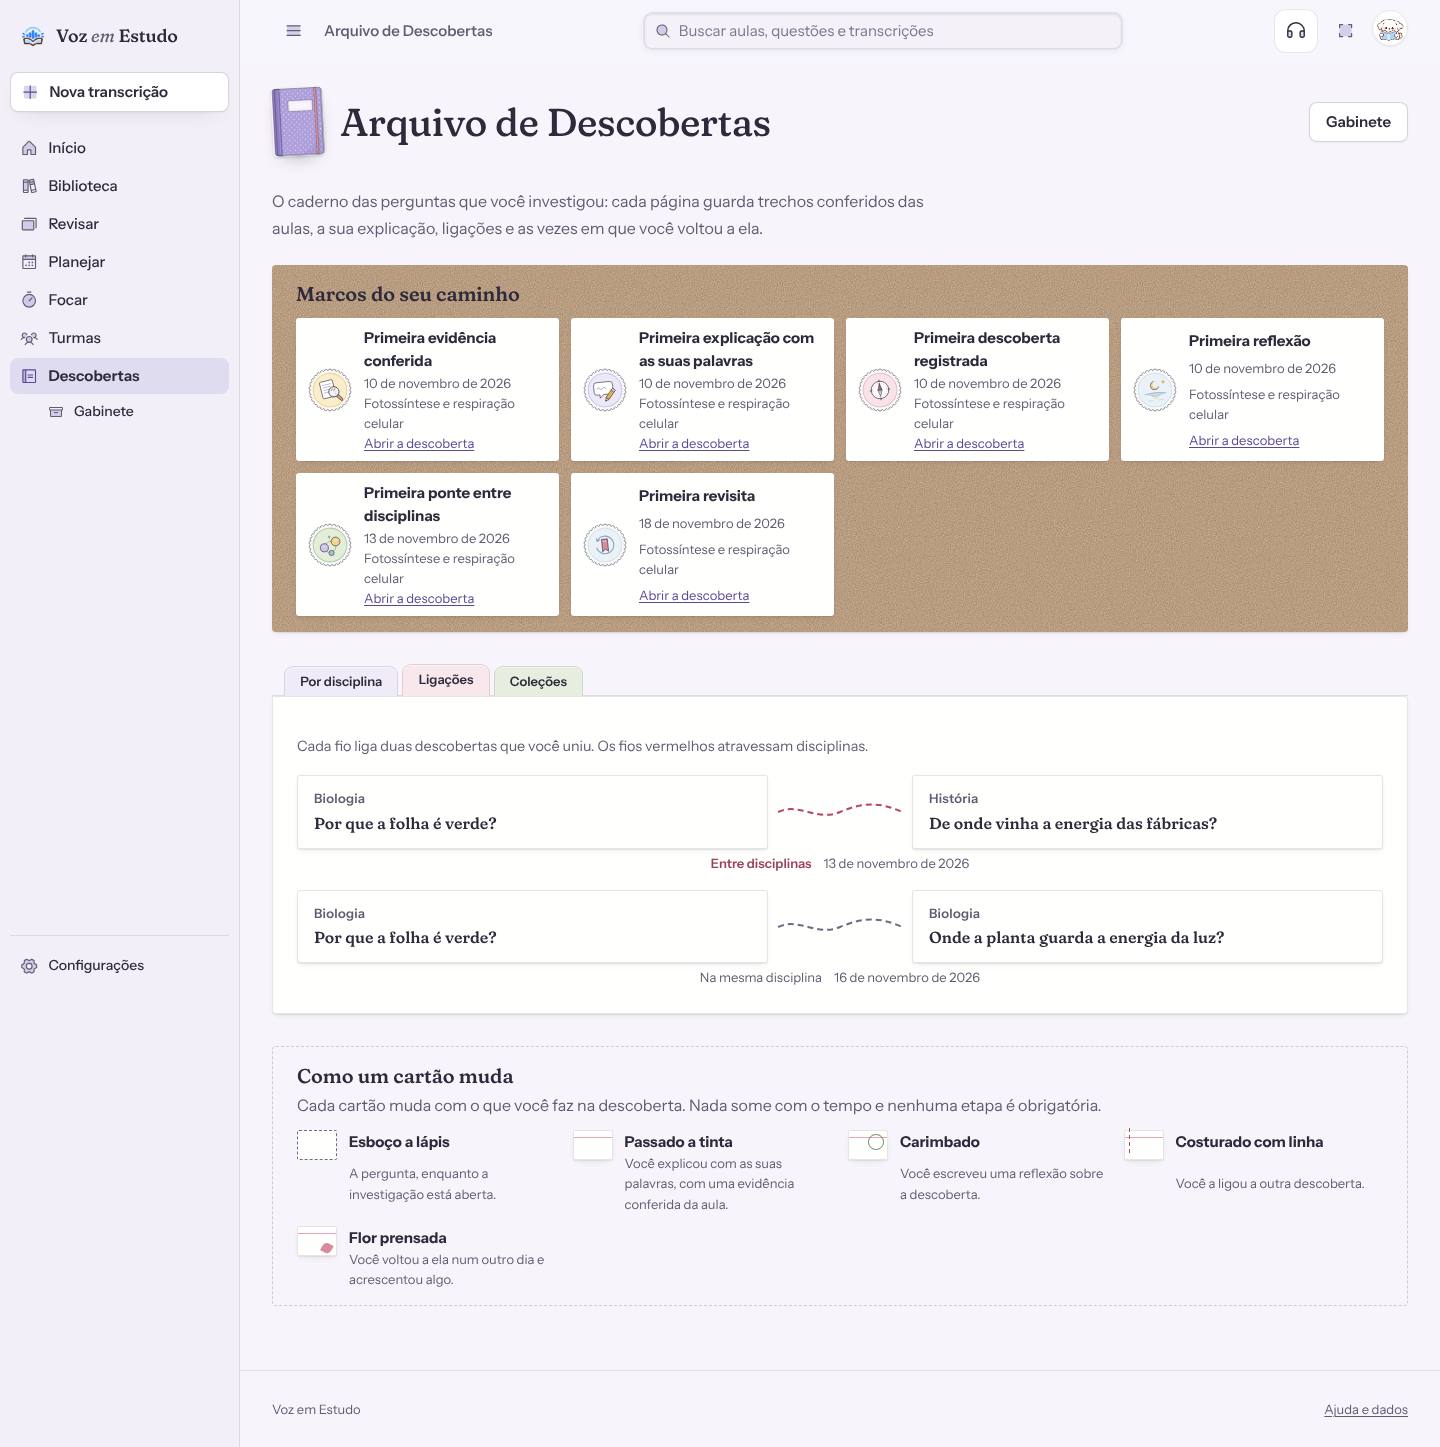 Voz em Estudo
Nova transcrição
Início
Biblioteca
Revisar
Planejar
Focar
Turmas
Descobertas
Gabinete
Configurações
Arquivo de Descobertas
Buscar aulas, questões e transcrições
Arquivo de Descobertas
Gabinete
O caderno das perguntas que você investigou: cada página guarda trechos conferidos das
aulas, a sua explicação, ligações e as vezes em que você voltou a ela.
Marcos do seu caminho
Primeira evidência
conferida
10 de novembro de 2026
Fotossíntese e respiração
celular
Abrir a descoberta
Primeira explicação com
as suas palavras
10 de novembro de 2026
Fotossíntese e respiração
celular
Abrir a descoberta
Primeira descoberta
registrada
10 de novembro de 2026
Fotossíntese e respiração
celular
Abrir a descoberta
Primeira reflexão
10 de novembro de 2026
Fotossíntese e respiração
celular
Abrir a descoberta
Primeira ponte entre
disciplinas
13 de novembro de 2026
Fotossíntese e respiração
celular
Abrir a descoberta
Primeira revisita
18 de novembro de 2026
Fotossíntese e respiração
celular
Abrir a descoberta
Por disciplina
Ligações
Coleções
Cada fio liga duas descobertas que você uniu. Os fios vermelhos atravessam disciplinas.
Biologia
Por que a folha é verde?
História
De onde vinha a energia das fábricas?
Entre disciplinas 13 de novembro de 2026
Biologia
Por que a folha é verde?
Biologia
Onde a planta guarda a energia da luz?
Na mesma disciplina 16 de novembro de 2026
Como um cartão muda
Cada cartão muda com o que você faz na descoberta. Nada some com o tempo e nenhuma etapa é obrigatória.
Esboço a lápis
A pergunta, enquanto a
investigação está aberta.
Passado a tinta
Você explicou com as suas
palavras, com uma evidência
conferida da aula.
Carimbado
Você escreveu uma reflexão sobre
a descoberta.
Costurado com linha
Você a ligou a outra descoberta.
Flor prensada
Você voltou a ela num outro dia e
acrescentou algo.
Voz em Estudo
Ajuda e dados